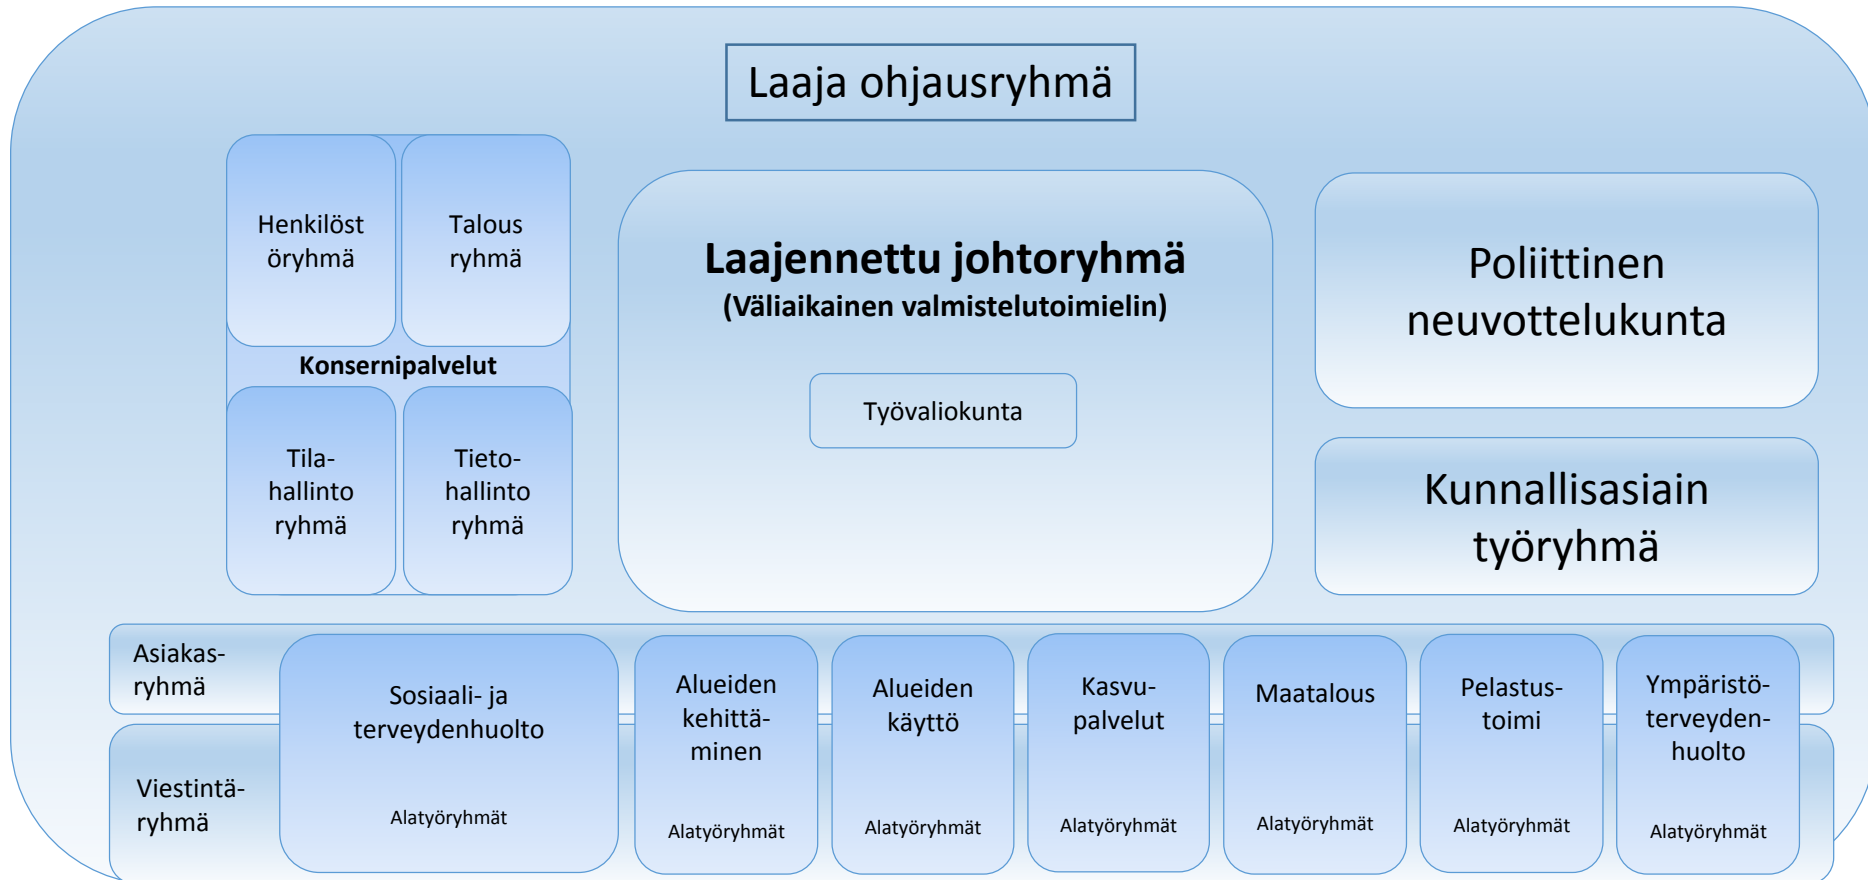 Laaja ohjausryhmä
Henkilöst
öryhmä
Talous
ryhmä
Konsernipalvelut
Tila-
hallinto
ryhmä
Tieto-
hallinto
ryhmä
Laajennettu johtoryhmä
(Väliaikainen valmistelutoimielin)
Työvaliokunta
Poliittinen
neuvottelukunta
Kunnallisasiain
työryhmä
Asiakas-
ryhmä
Viestintä-
ryhmä
Sosiaali- ja
terveydenhuolto
Alatyöryhmät
Alueiden
kehittä-
minen
Alatyöryhmät
Alueiden
käyttö
Alatyöryhmät
Kasvu-
palvelut
Alatyöryhmät
Maatalous
Alatyöryhmät
Pelastus-
toimi
Alatyöryhmät
Ympäristö-
terveyden-
huolto
Alatyöryhmät